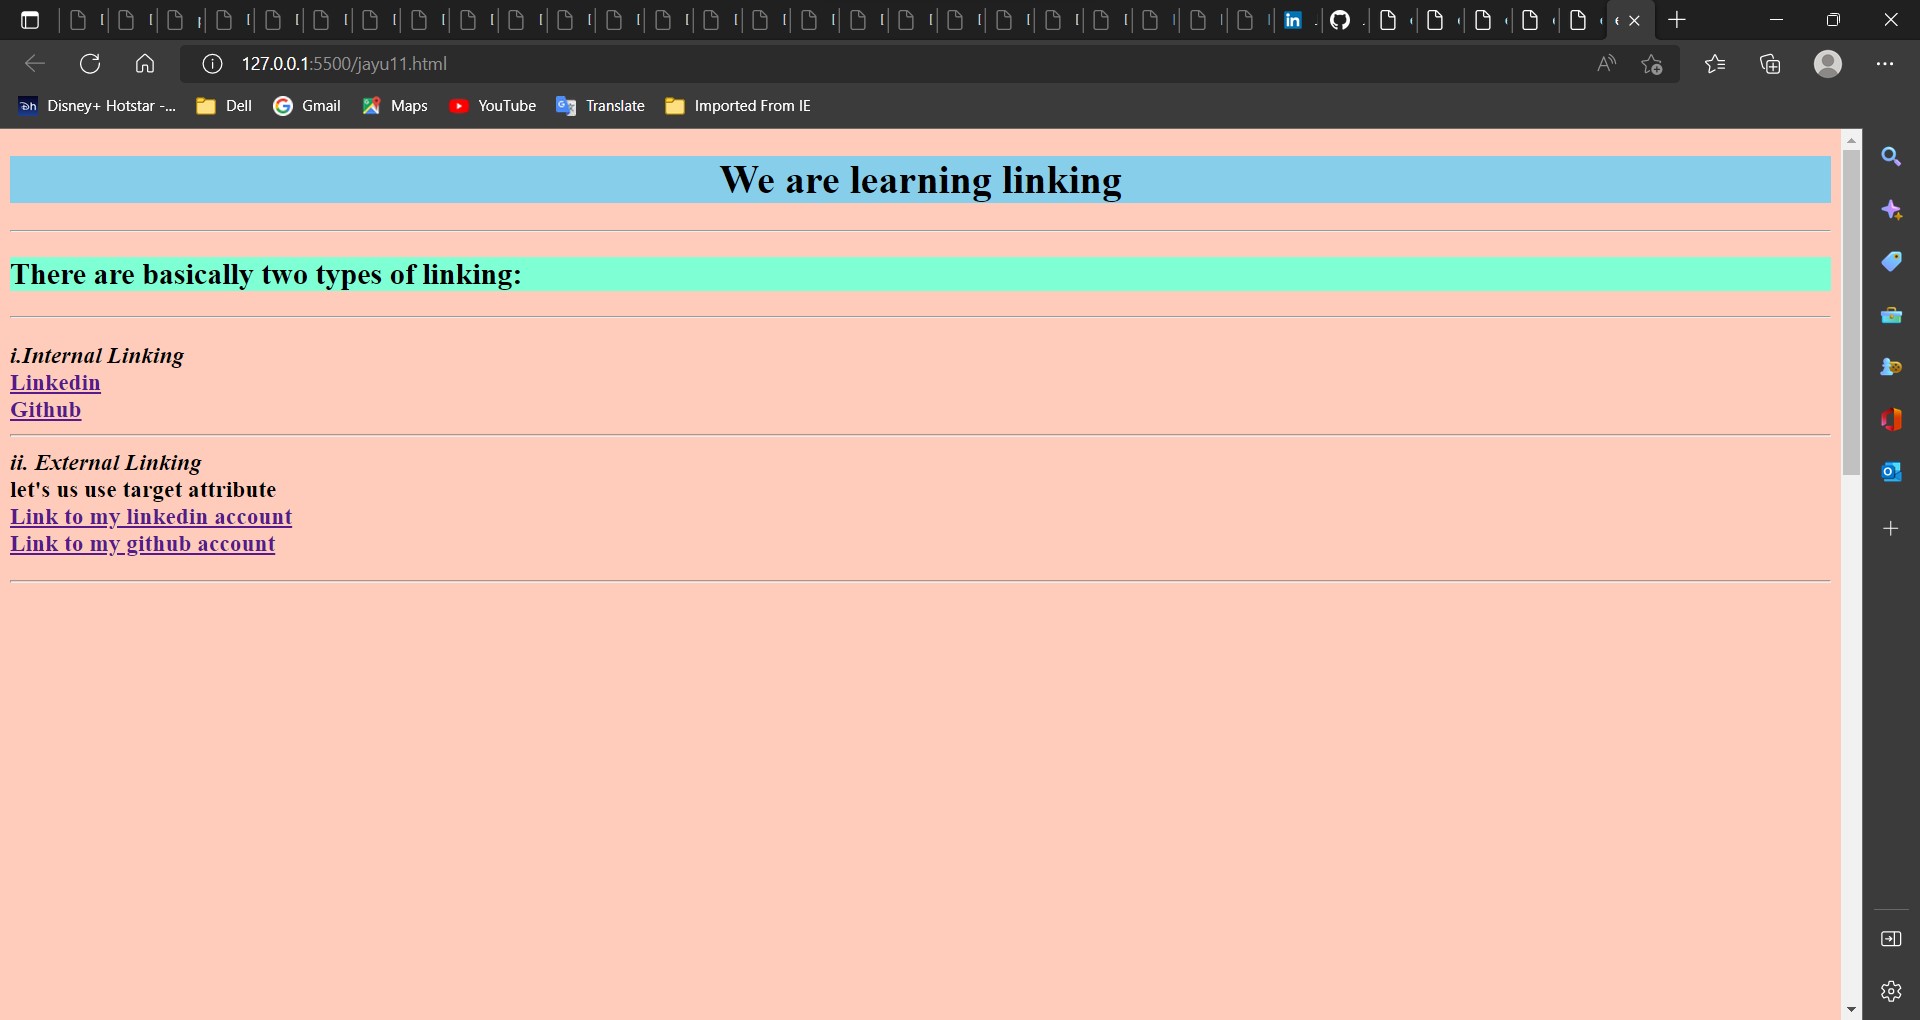 127.0.0.1:5500/jayu11.html
Disney+ Hotstar -...
Dell
Gmail
Maps
YouTube
Translate
Imported From IE
We are learning linking
There are basically two types of linking:
i.Internal Linking
Linkedin
Github
ii. External Linking
let's us use target attribute
Link to my linkedin account
Link to my github account